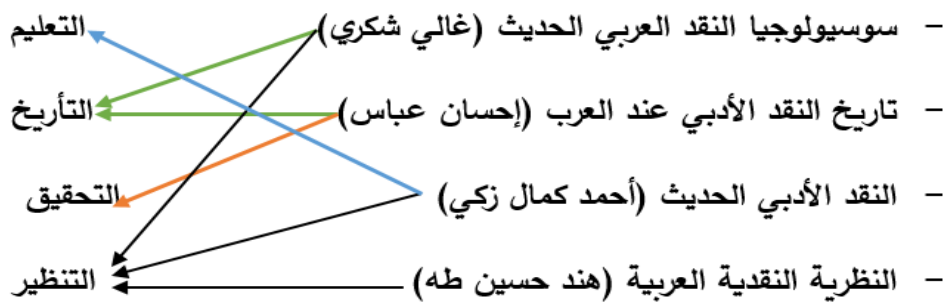 - سوسيولوجيا النقد العربي الحديث (غالي شكري) التعليم
- تاريخ النقد الأدبي عند العرب (إحسان عباس) التأريخ
- النقد الأدبي الحديث (أحمد كمال زكي) التحقيق
- النظرية النقدية العربية (هند حسين طه) التنظير